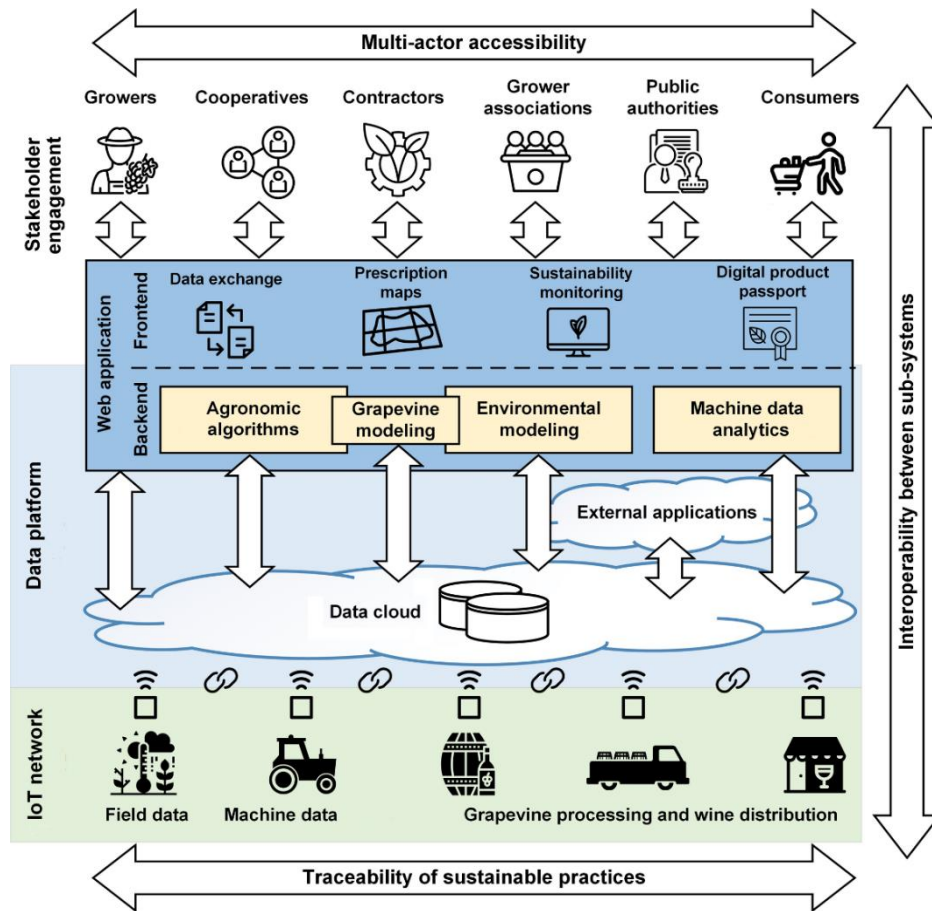 Multi-actor accessibility
Growers
Cooperatives
Contractors
Grower
associations
Public
authorities
Consumers
Stakeholder
engagement
Web application
Frontend
Data exchange
Prescription
maps
Sustainability
monitoring
Digital product
passport
Backend
Agronomic
algorithms
Grapevine
modeling
Environmental
modeling
Machine data
analytics
Data platform
External applications
Data cloud
Interoperability between sub-systems
IoT network
Field data
Machine data
Grapevine processing and wine distribution
Traceability of sustainable practices